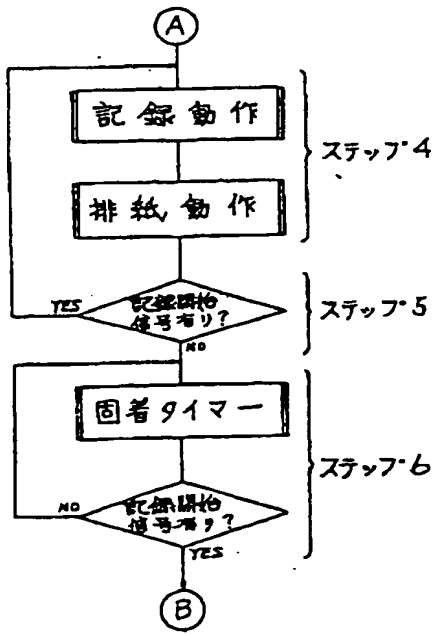 A
記録動作
ステップ4
排紙動作
記録開始
信号有り?
YES
NO
ステップ5
固着タイマー
ステップ6
記録開始
信号有り?
NO
YES
B